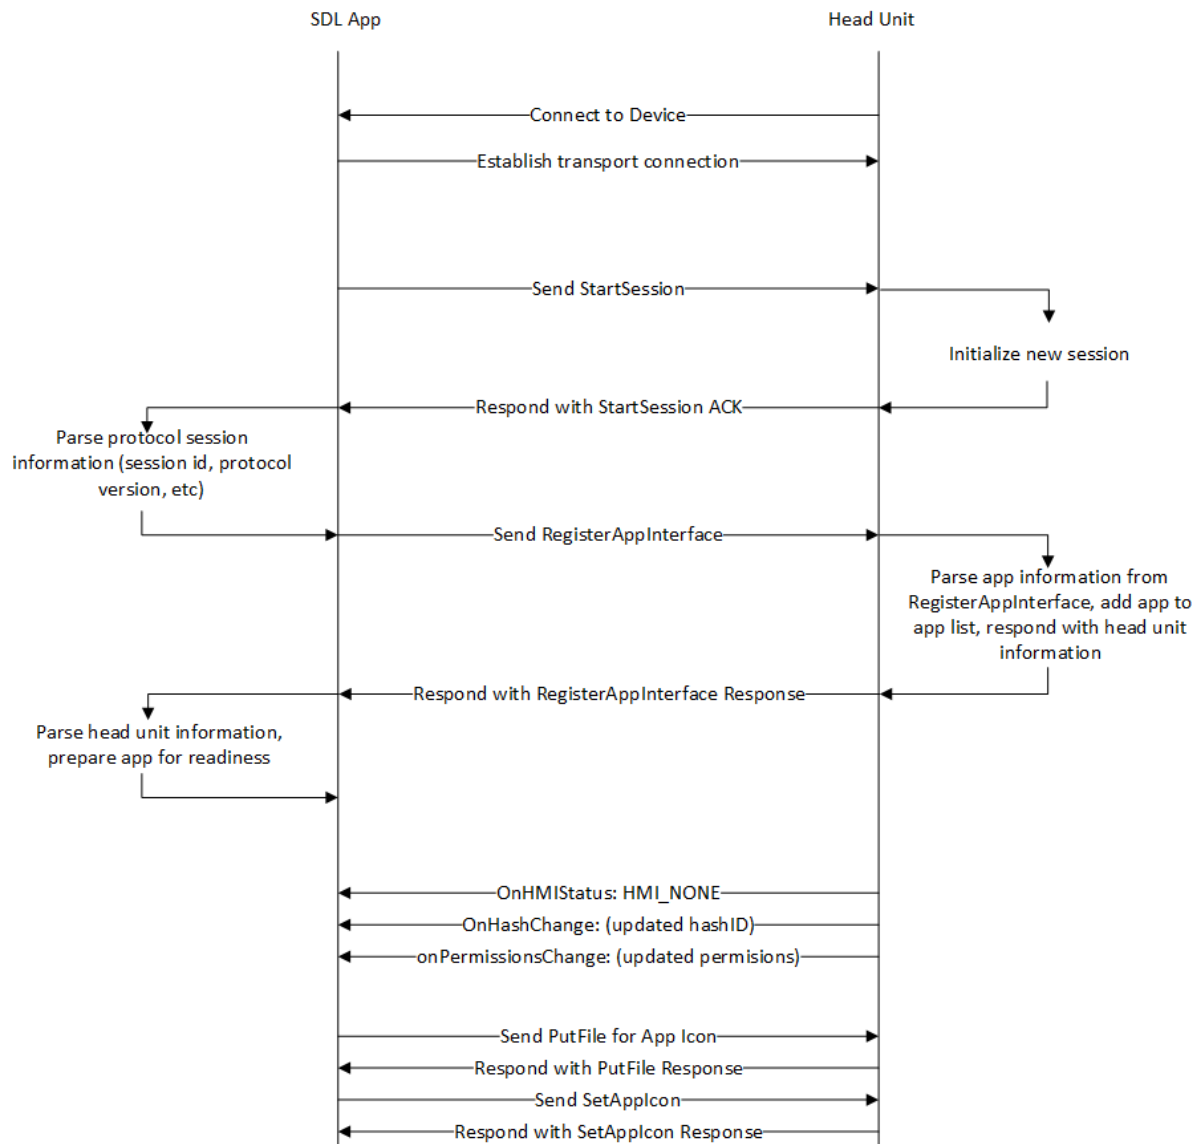 SDL App
Head Unit
Connect to Device
Establish transport connection
Send StartSession
Initialize new session
Respond with StartSession ACK
Parse protocol session
information (session id, protocol
version, etc)
Send RegisterAppInterface
Parse app information from
RegisterAppInterface, add app to
app list, respond with head unit
information
Respond with RegisterAppInterface Response
Parse head unit information,
prepare app for readiness
OnHMIStatus: HMI_NONE
OnHashChange: (updated hashID)
onPermissionsChange: (updated permisions)
Send PutFile for App Icon
Respond with PutFile Response
Send SetAppIcon
Respond with SetAppIcon Response